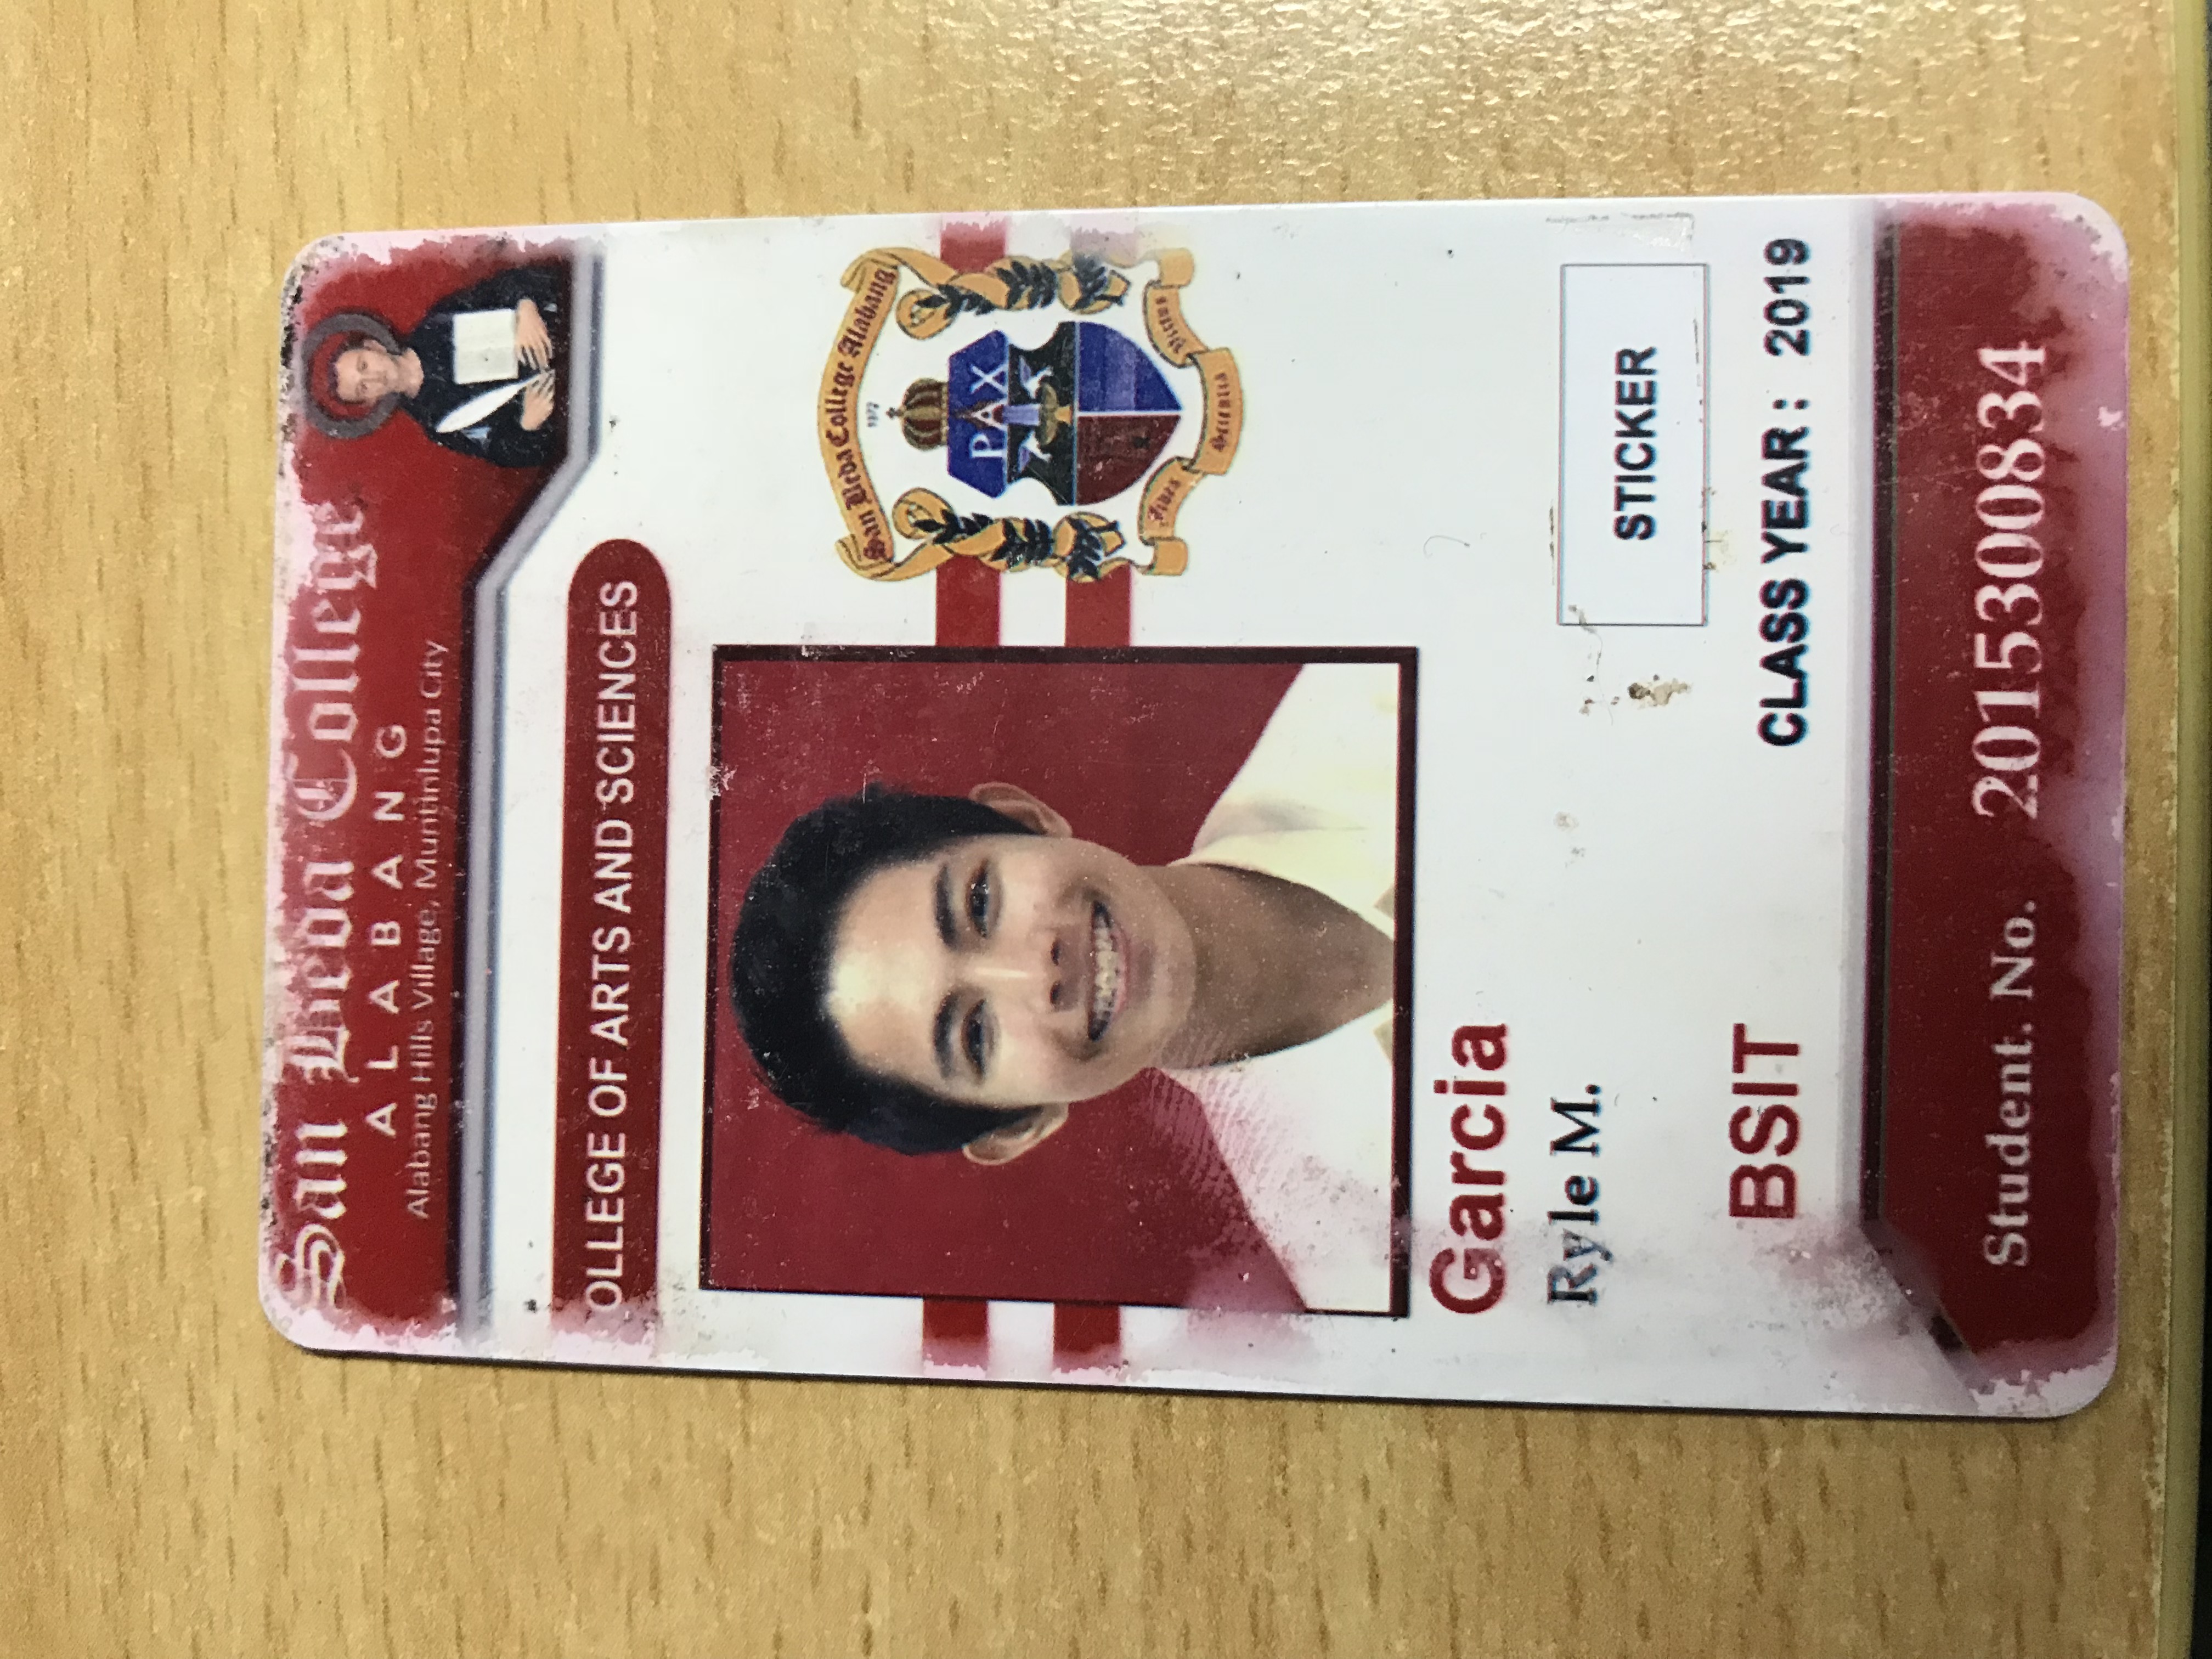 San Beda College
ALABANG
Alabang Hills Village, Muntinlupa City
OLLEGE OF ARTS AND SCIENCES
San Beda College Alabang
1972
PAX
Fides
Virtus
Scientia
Garcia
Ryle M.
STICKER
BSIT
CLASS YEAR : 2019
Student. No. 2015300834